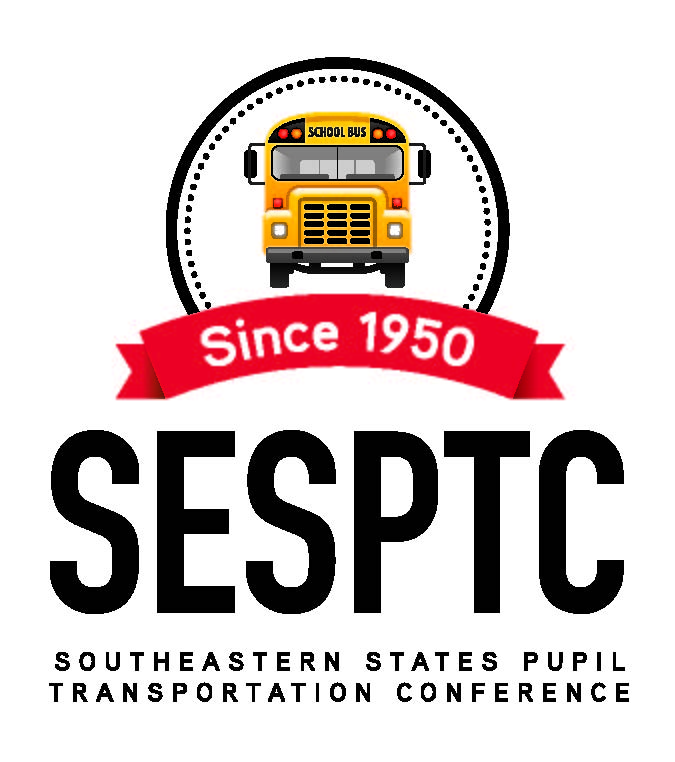 SCHOOL BUS
Since 1950
SESPTC
SOUTHEASTERN STATES PUPIL
TRANSPORTATION CONFERENCE